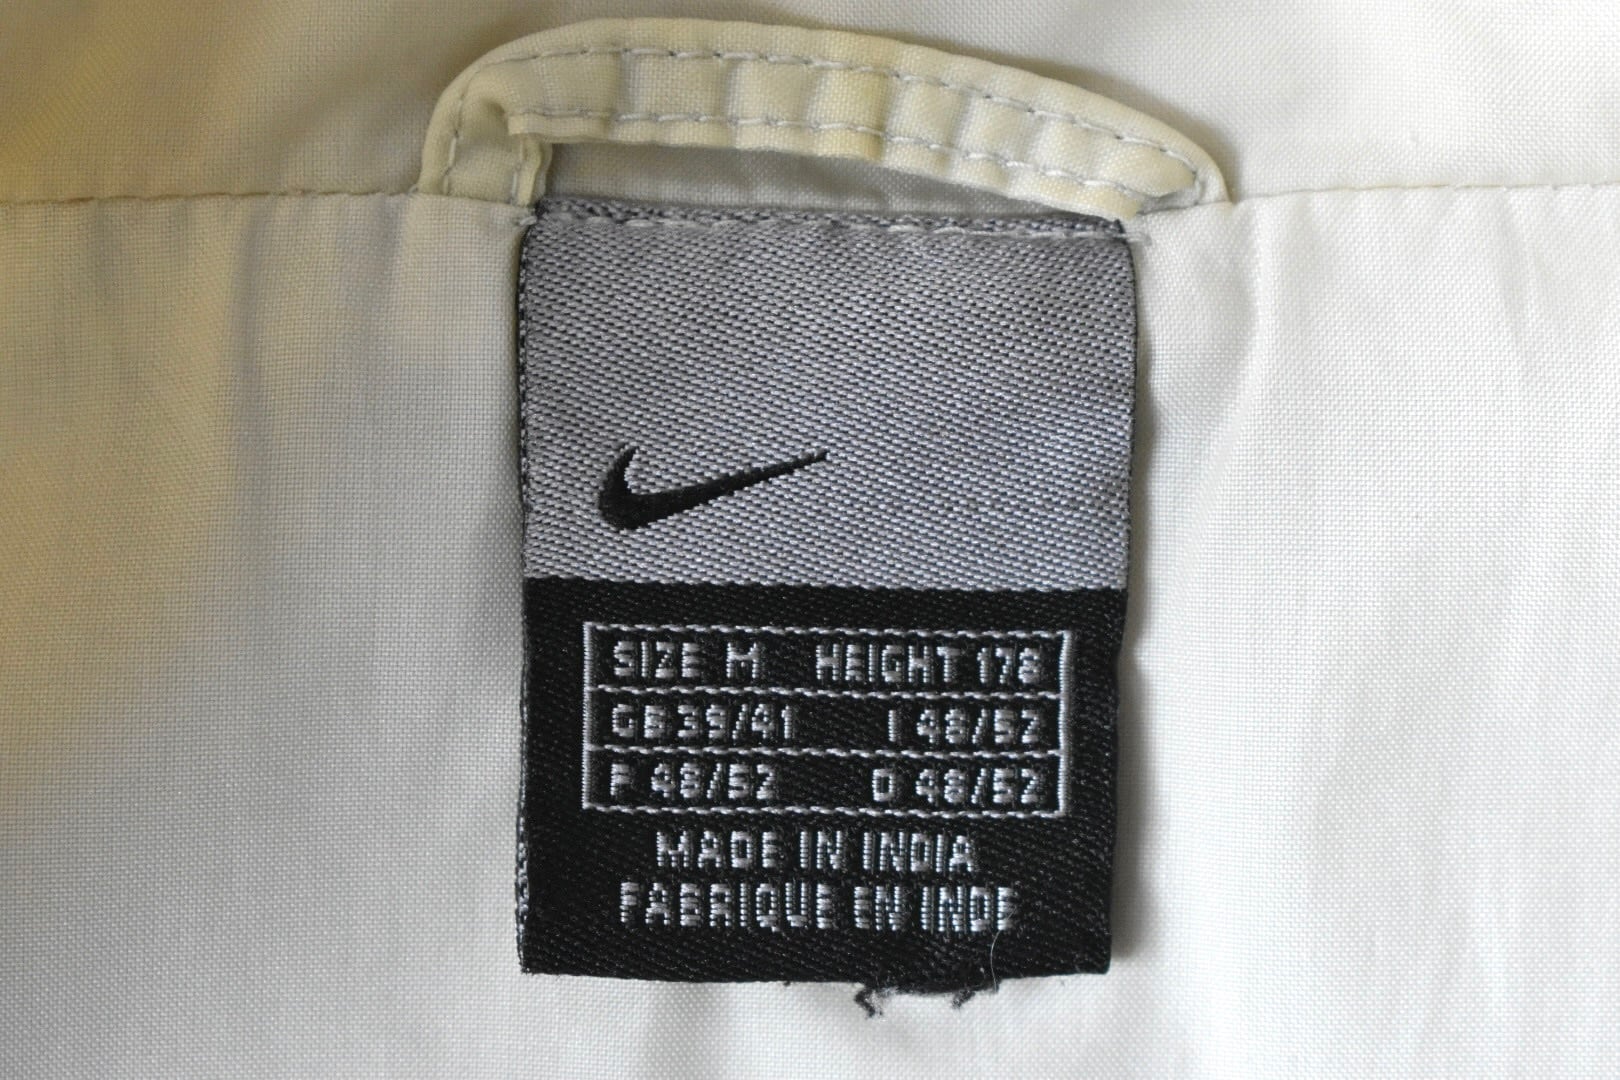 SIZE M HEIGHT 178
GB 39/41 I 48/52
F 48/52 D 48/52
MADE IN INDIA
FABRIQUE EN INDE